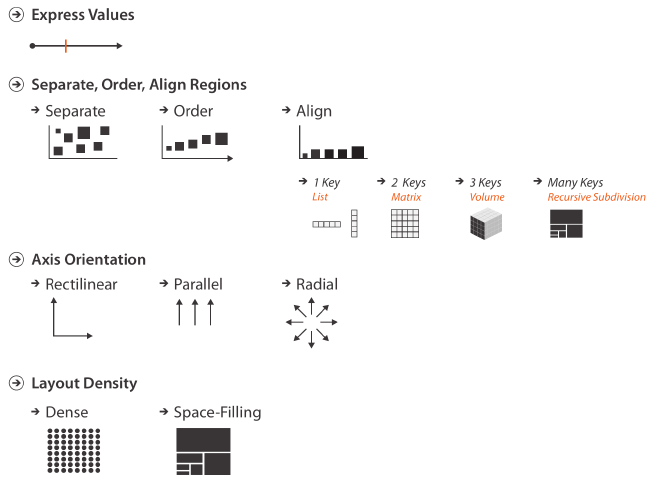 Express Values
Separate, Order, Align Regions
Separate
Order
Align
1 Key
2 Keys
3 Keys
Many Keys
List
Matrix
Volume
Recursive Subdivision
Axis Orientation
Rectilinear
Parallel
Radial
Layout Density
Dense
Space-Filling